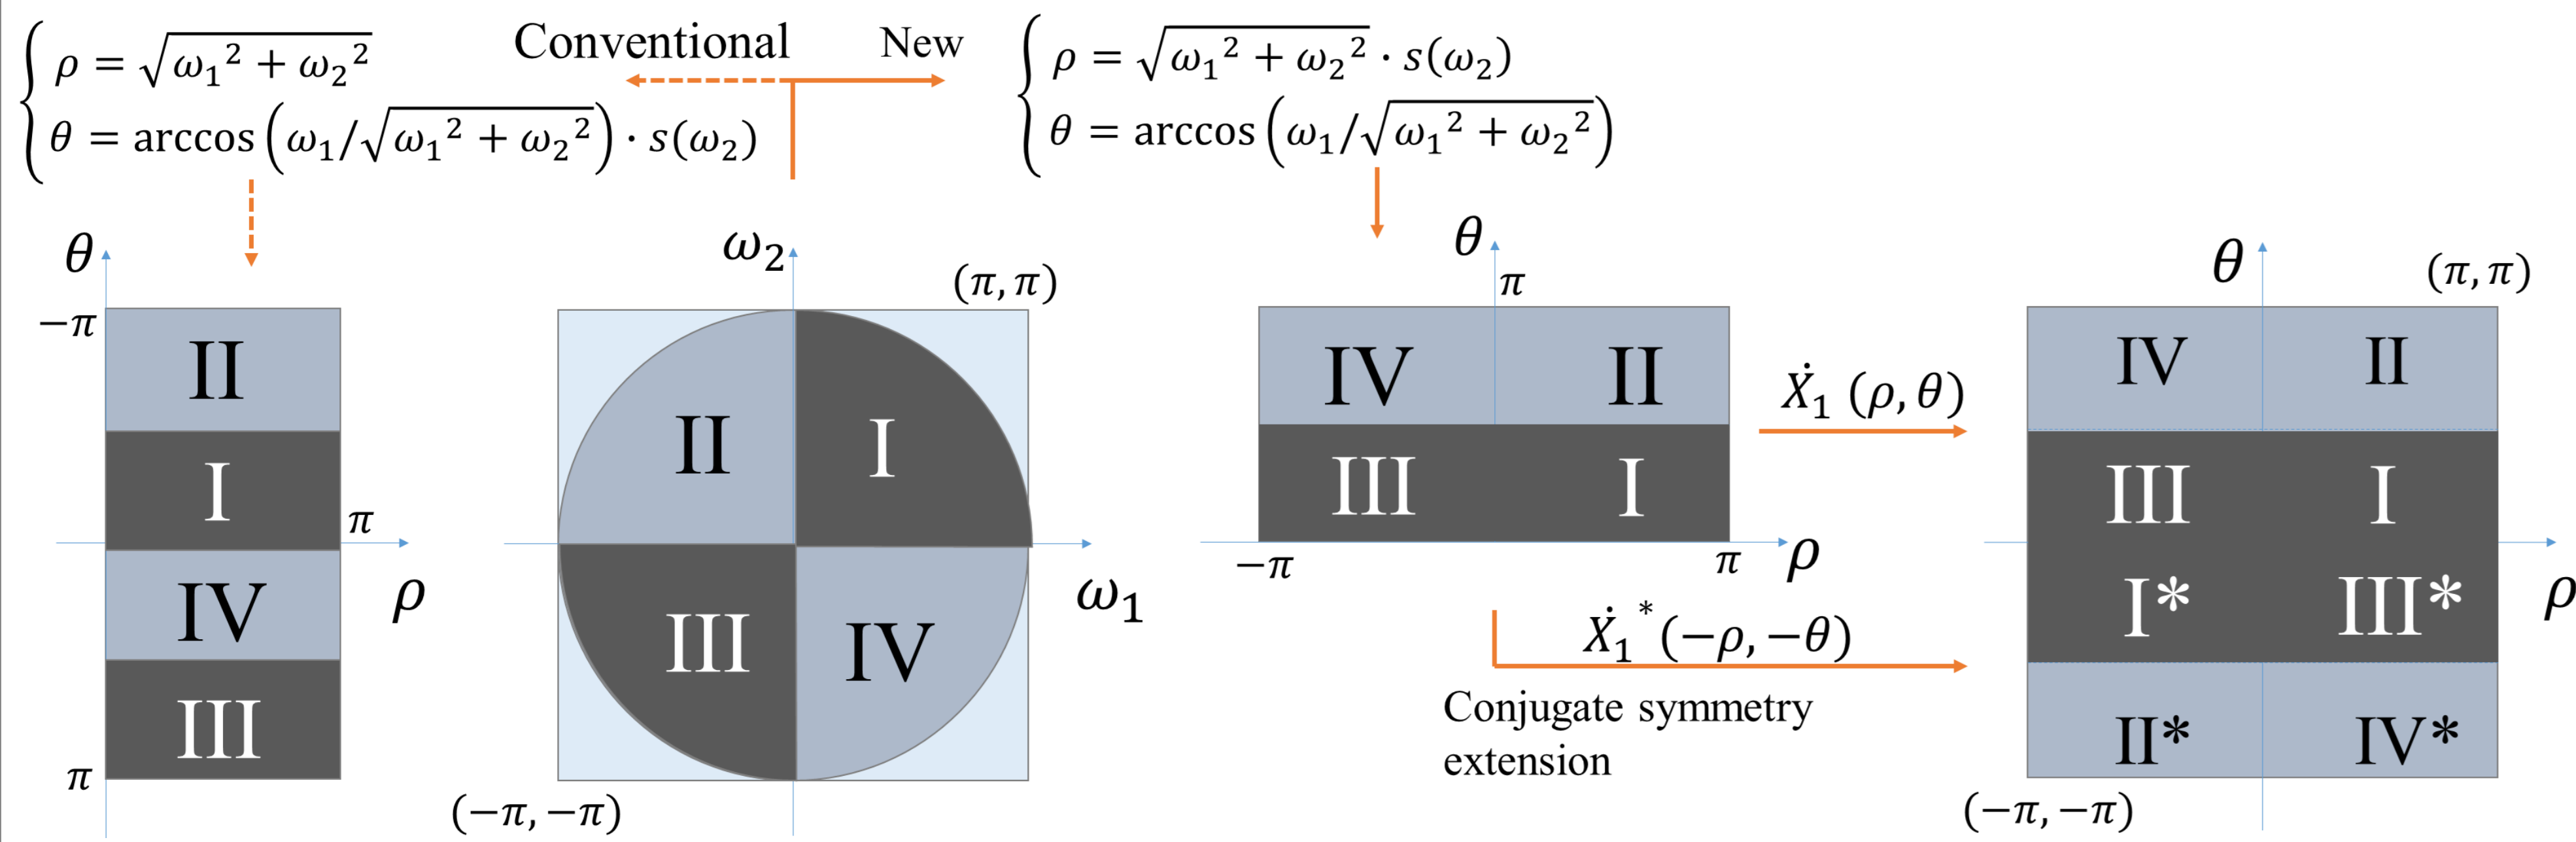 ρ = √(ω₁² + ω₂²)
θ = arccos(ω₁/√(ω₁² + ω₂²)) · s(ω₂)
Conventional
New
ρ = √(ω₁² + ω₂²) · s(ω₂)
θ = arccos(ω₁/√(ω₁² + ω₂²))
θ
−π
II
I
π
IV
ρ
III
π
ω₂
(π, π)
II
I
III
IV
ω₁
(−π, −π)
θ
π
IV
II
III
I
−π
π
ρ
Ẋ₁ (ρ, θ)
Ẋ₁*(−ρ, −θ)
Conjugate symmetry
extension
θ
(π, π)
IV
II
III
I
I*
III*
ρ
II*
IV*
(−π, −π)